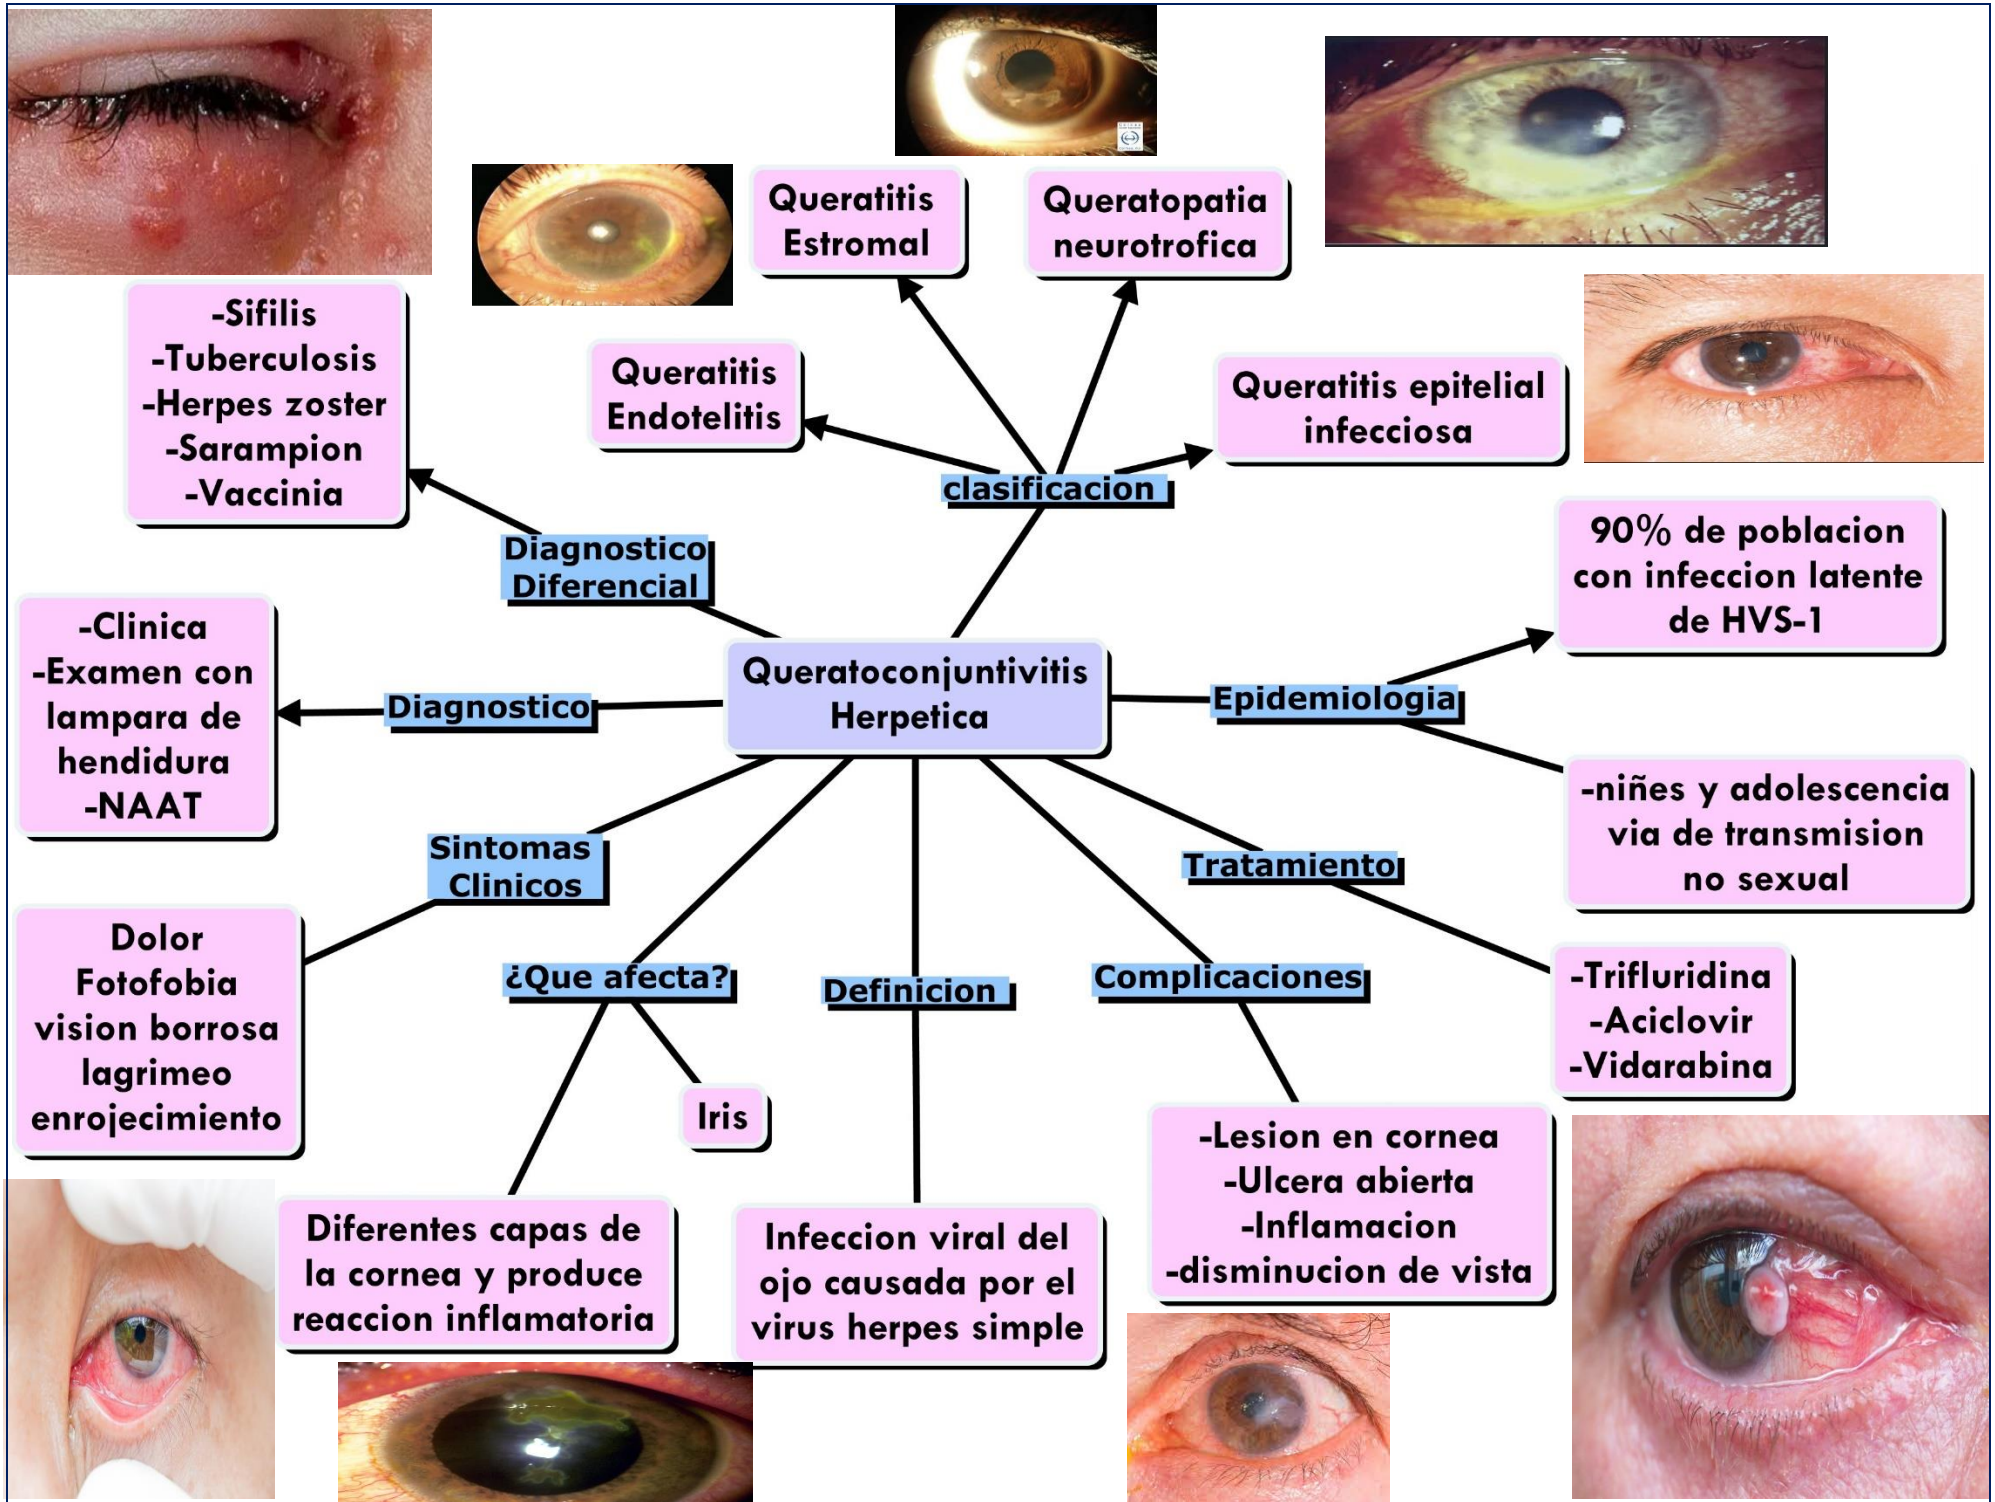 Queratitis
Estromal
Queratopatia
neurotrofica
-Sifilis
-Tuberculosis
-Herpes zoster
-Sarampion
-Vaccinia
Queratitis
Endotelitis
Queratitis epitelial
infecciosa
clasificacion
Diagnostico
Diferencial
90% de poblacion
con infeccion latente
de HVS-1
-Clinica
-Examen con
lampara de
hendidura
-NAAT
Diagnostico
Queratoconjuntivitis
Herpetica
Epidemiologia
-niñes y adolescencia
via de transmision
no sexual
Sintomas
Clinicos
Tratamiento
Dolor
Fotofobia
vision borrosa
lagrimeo
enrojecimiento
¿Que afecta?
Definicion
Complicaciones
-Trifluridina
-Aciclovir
-Vidarabina
Iris
-Lesion en cornea
-Ulcera abierta
-Inflamacion
-disminucion de vista
Diferentes capas de
la cornea y produce
reaccion inflamatoria
Infeccion viral del
ojo causada por el
virus herpes simple